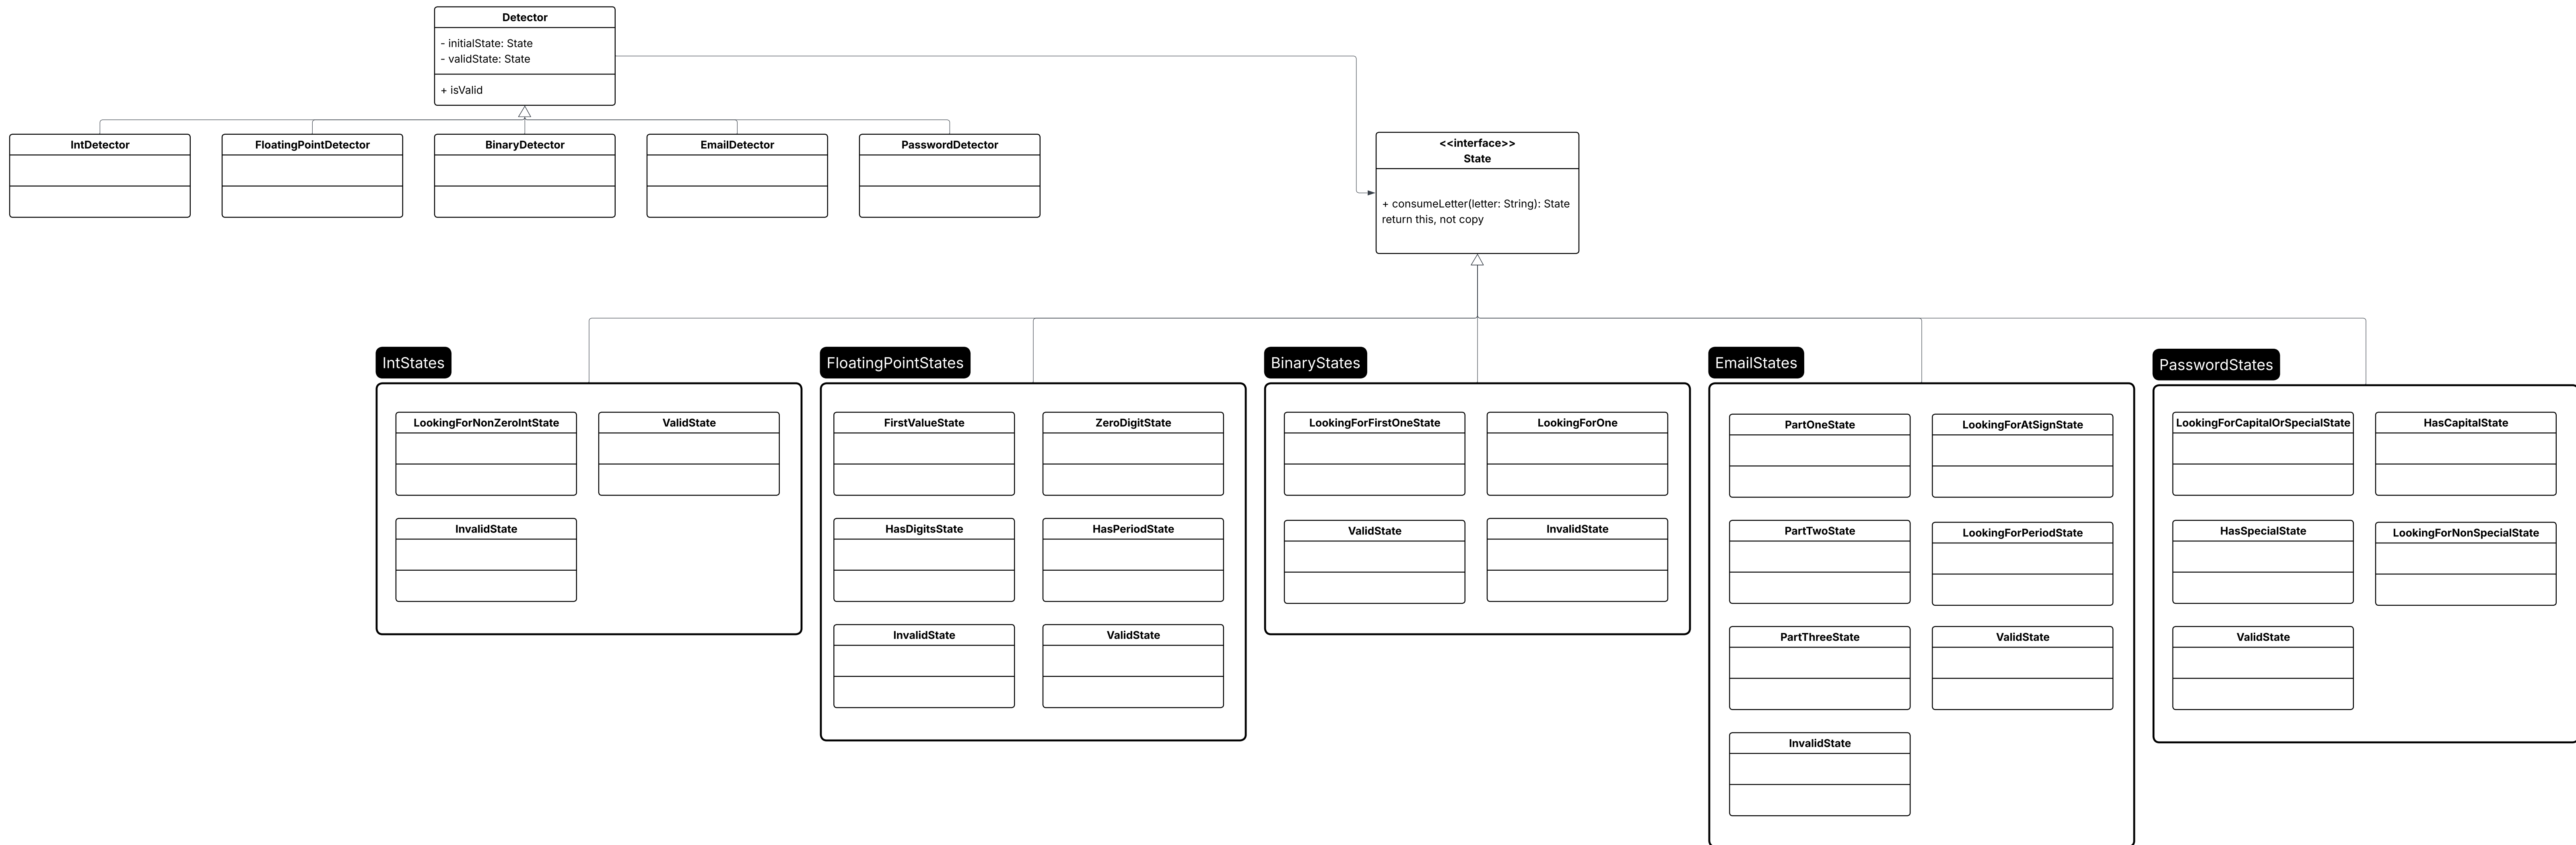 Detector
- initialState: State
- validState: State
+ isValid
IntDetector
FloatingPointDetector
BinaryDetector
EmailDetector
PasswordDetector
<<interface>>
State
+ consumeLetter(letter: String): State
return this, not copy
IntStates
LookingForNonZeroIntState
ValidState
InvalidState
FloatingPointStates
FirstValueState
ZeroDigitState
HasDigitsState
HasPeriodState
InvalidState
ValidState
BinaryStates
LookingForFirstOneState
LookingForOne
ValidState
InvalidState
EmailStates
PartOneState
LookingForAtSignState
PartTwoState
LookingForPeriodState
PartThreeState
ValidState
InvalidState
PasswordStates
LookingForCapitalOrSpecialState
HasCapitalState
HasSpecialState
LookingForNonSpecialState
ValidState